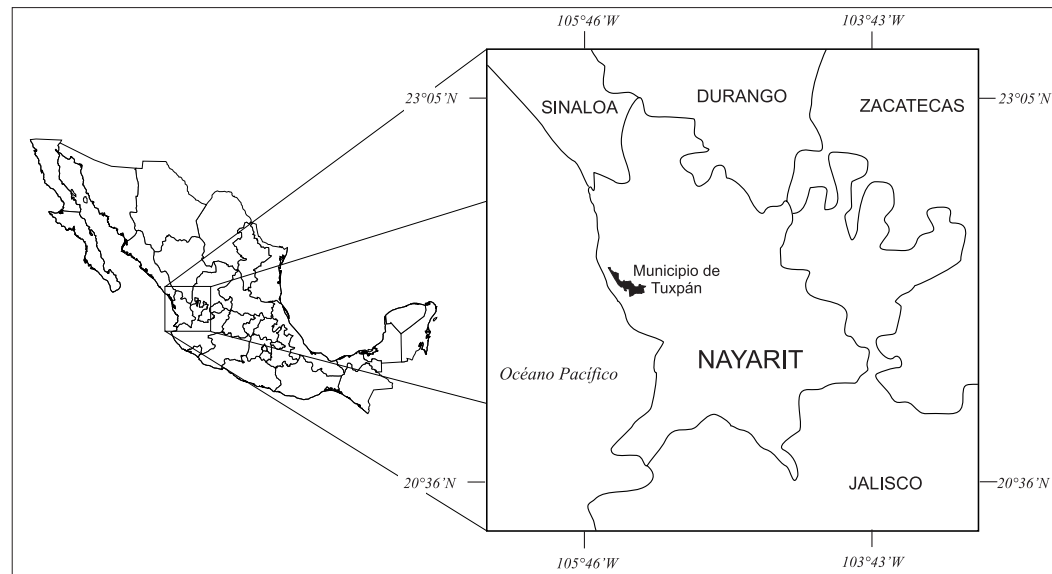 105°46’W
103°43’W
23°05’N
SINALOA
DURANGO
ZACATECAS
23°05’N
Municipio de
Tuxpán
NAYARIT
Océano Pacífico
20°36’N
JALISCO
20°36’N
105°46’W
103°43’W